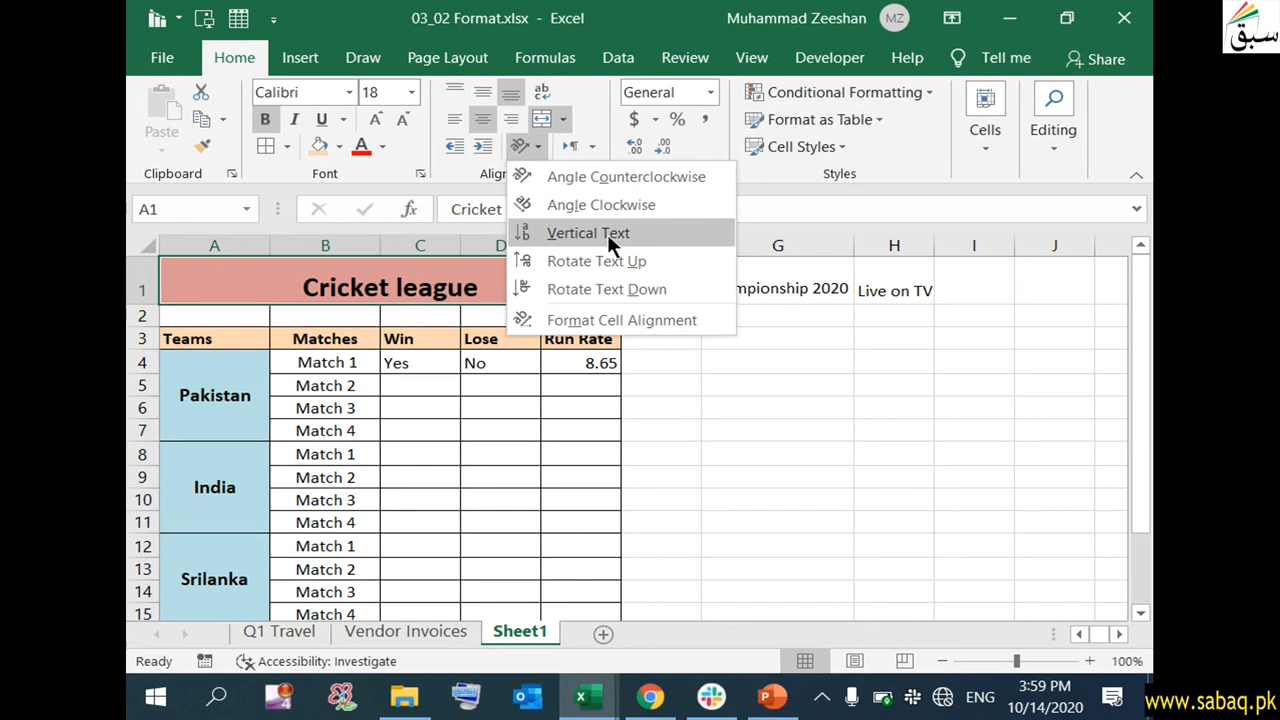 03_02 Format.xlsx - Excel
Muhammad Zeeshan
MZ
سبق
File Home Insert Draw Page Layout Formulas Data Review View Developer Help Tell me Share
Paste
Calibri 18
B I U
A A
A
ab
General
$ % ,
Conditional Formatting
Format as Table
Cell Styles
Cells
Editing
Clipboard
Font
Align
Styles
Angle Counterclockwise
Angle Clockwise
Vertical Text
Rotate Text Up
Rotate Text Down
Format Cell Alignment
A1
fx
Cricket
A B C D G H I J
1 Cricket league mpionship 2020 Live on TV
2
3 Teams Matches Win Lose Run Rate
4 Match 1 Yes No 8.65
Pakistan
5 Match 2
6 Match 3
7 Match 4
8 Match 1
India
9 Match 2
10 Match 3
11 Match 4
12 Match 1
Srilanka
13 Match 2
14 Match 3
15 Match 4
Q1 Travel Vendor Invoices Sheet1
Ready Accessibility: Investigate 100%
ENG
3:59 PM
10/14/2020
www.sabaq.pk